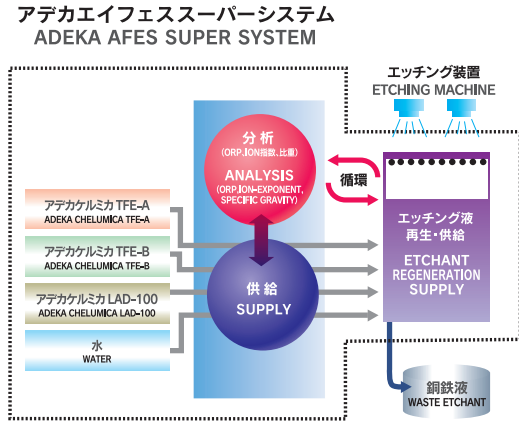 アデカエイフェススーパーシステム
ADEKA AFES SUPER SYSTEM
エッチング装置
ETCHING MACHINE
分析
(ORP、ION指数、比重)
ANALYSIS
(ORP.ION-EXPONENT,
SPECIFIC GRAVITY)
循環
アデカケルミカ TFE-A
ADEKA CHELUMICA TFE-A
アデカケルミカ TFE-B
ADEKA CHELUMICA TFE-B
アデカケルミカ LAD-100
ADEKA CHELUMICA LAD-100
水
WATER
供給
SUPPLY
エッチング液
再生・供給
ETCHANT
REGENERATION
SUPPLY
銅鉄液
WASTE ETCHANT